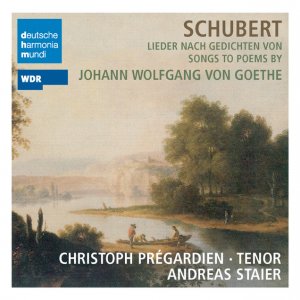 deutsche
harmonia
mundi
WDR
SCHUBERT
LIEDER NACH GEDICHTEN VON
SONGS TO POEMS BY
JOHANN WOLFGANG VON GOETHE
CHRISTOPH PRÉGARDIEN · TENOR
ANDREAS STAIER